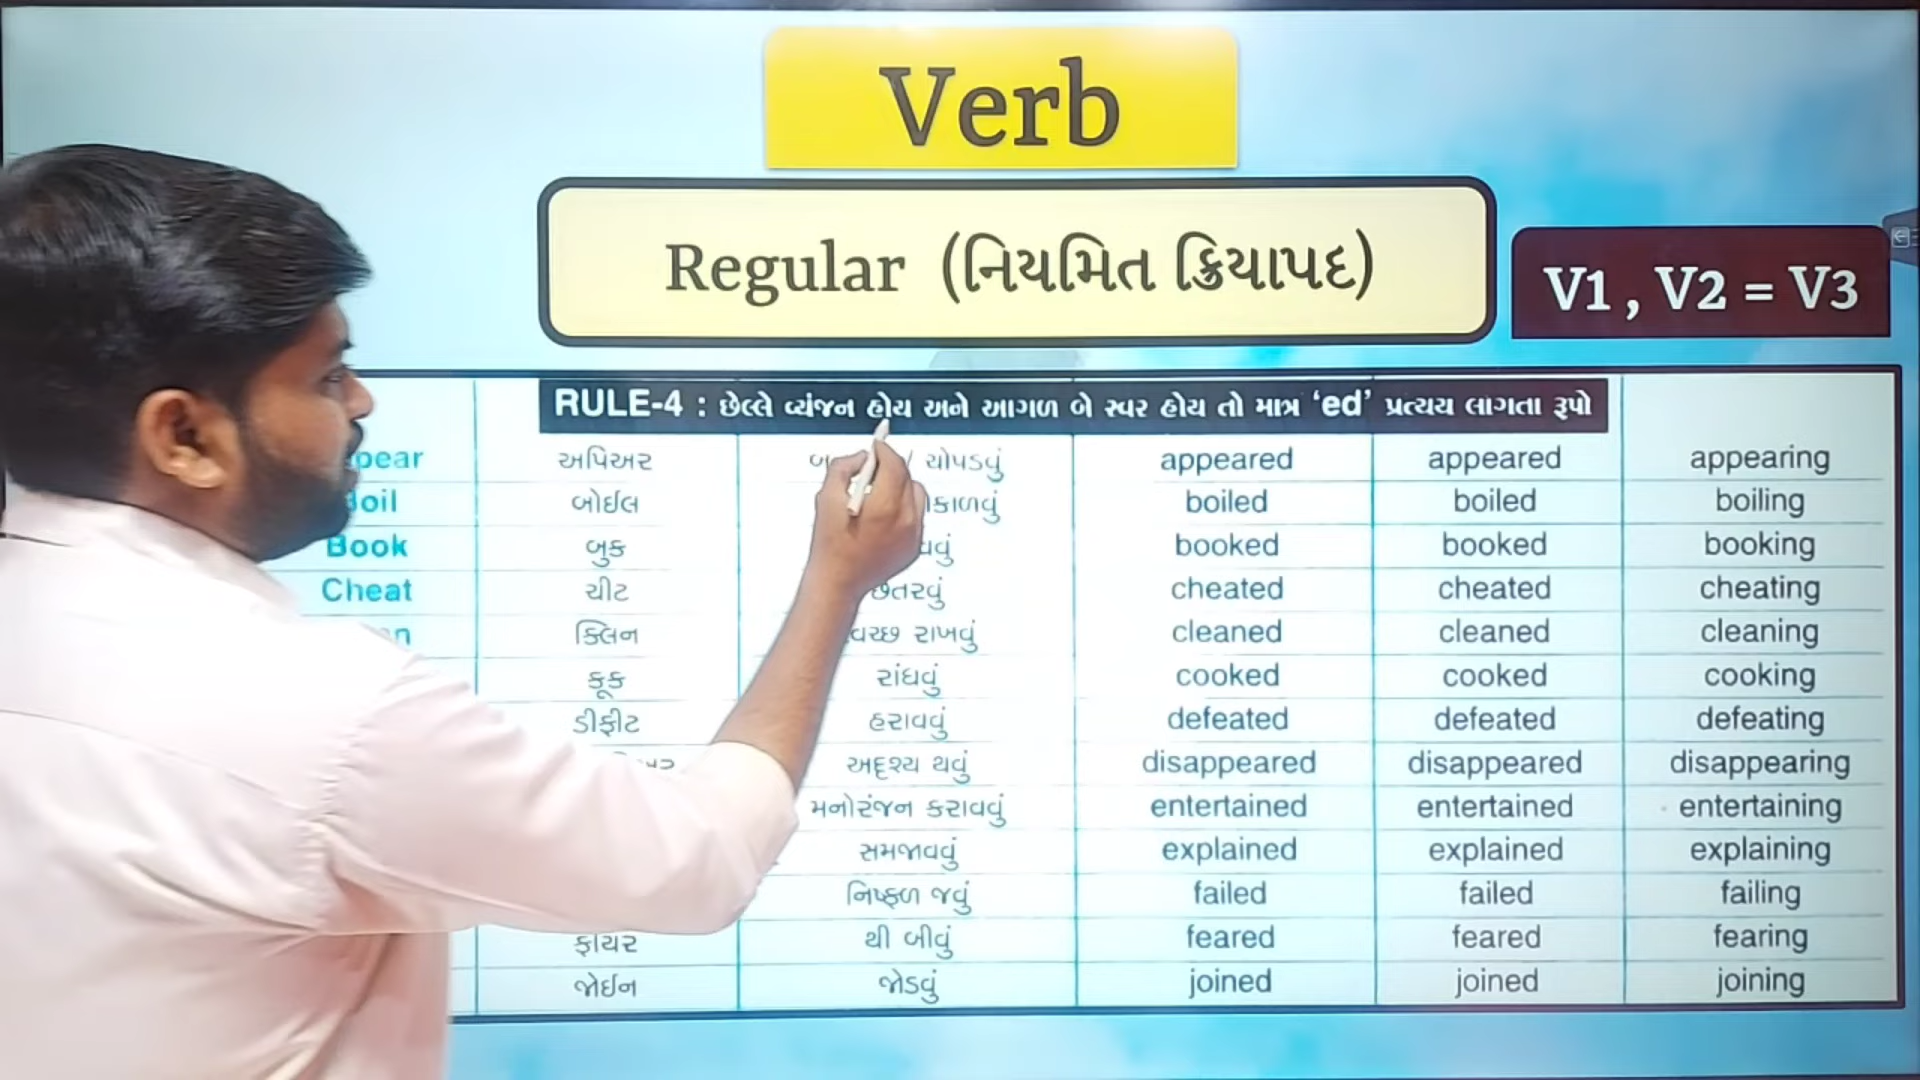 Verb
Regular (નિયમિત ક્રિયાપદ)
V1 , V2 = V3
RULE-4 : છેલ્લે વ્યંજન હોય અને આગળ બે સ્વર હોય તો માત્ર ‘ed’ પ્રત્યય લાગતા રૂપો
અપિઅર ચોપડવું appeared appeared appearing
બોઈલ boiled boiled boiling
Book બુક booked booked booking
Cheat ચીટ છેતરવું cheated cheated cheating
ક્લિન રાખવું cleaned cleaned cleaning
કૂક રાંધવું cooked cooked cooking
ડીફીટ હરાવવું defeated defeated defeating
અદૃશ્ય થવું disappeared disappeared disappearing
મનોરંજન કરાવવું entertained entertained entertaining
સમજાવવું explained explained explaining
નિષ્ફળ જવું failed failed failing
ફીયર થી બીવું feared feared fearing
જોઈન જોડવું joined joined joining